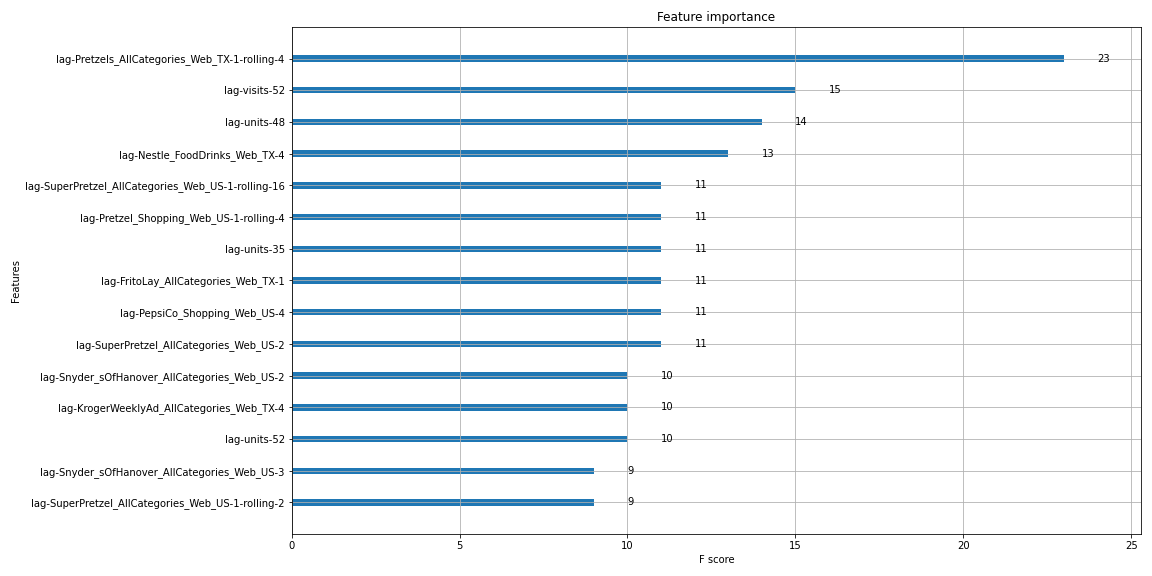 Feature importance
lag-Pretzels_AllCategories_Web_TX-1-rolling-4 23
lag-visits-52 15
lag-units-48 14
lag-Nestle_FoodDrinks_Web_TX-4 13
lag-SuperPretzel_AllCategories_Web_US-1-rolling-16 11
lag-Pretzel_Shopping_Web_US-1-rolling-4 11
lag-units-35 11
lag-FritoLay_AllCategories_Web_TX-1 11
lag-PepsiCo_Shopping_Web_US-4 11
lag-SuperPretzel_AllCategories_Web_US-2 11
lag-Snyder_sOfHanover_AllCategories_Web_US-2 10
lag-KrogerWeeklyAd_AllCategories_Web_TX-4 10
lag-units-52 10
lag-Snyder_sOfHanover_AllCategories_Web_US-3 9
lag-SuperPretzel_AllCategories_Web_US-1-rolling-2 9
Features
0 5 10 15 20 25
F score